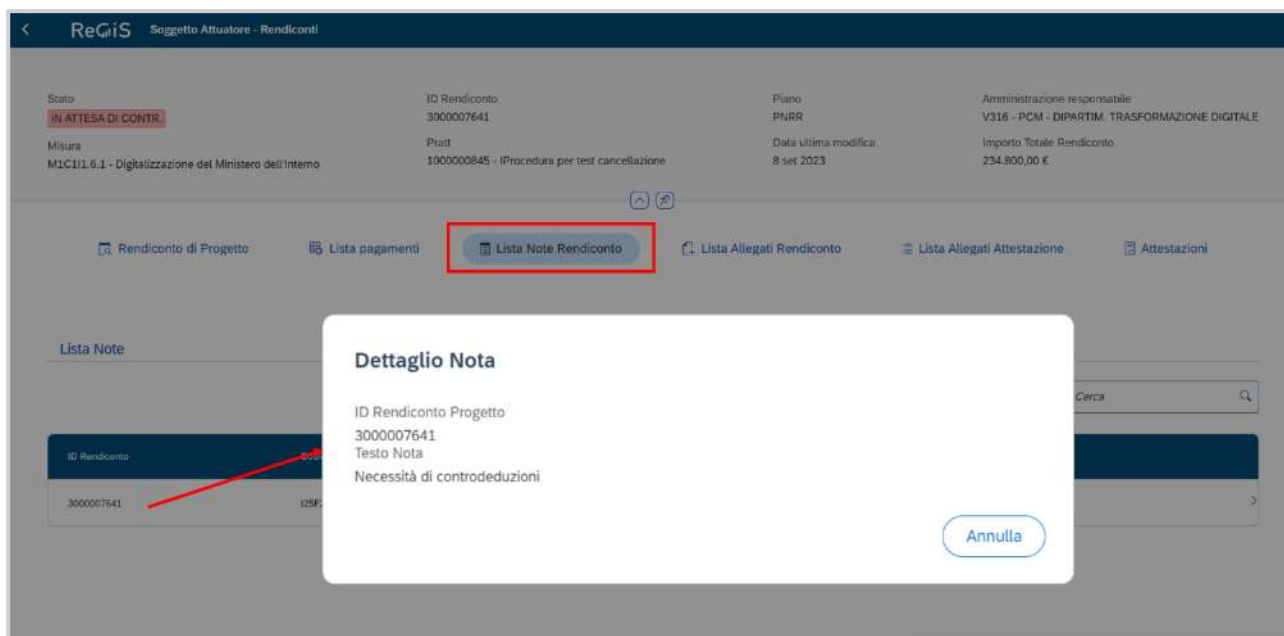 ReGiS Soggetto Attuatore - Rendiconti
Stato ID Rendiconto Piano Amministrazione responsabile
IN ATTESA DI CONTR. 3000007641 PNRR V316 - PCM - DIPARTIM. TRASFORMAZIONE DIGITALE
Misura Pratt Data ultima modifica Importo Totale Rendiconto
M1C1I1.6.1 - Digitalizzazione del Ministero dell'Interno 1000000845 - IProcedura per test cancellazione 8 set 2023 234.800,00 €
Rendiconto di Progetto Lista pagamenti Lista Note Rendiconto Lista Allegati Rendiconto Lista Allegati Attestazione Attestazioni
Lista Note
Dettaglio Nota
Cerca
ID Rendiconto Progetto
3000007641
Testo Nota
Necessità di controdeduzioni
ID Rendiconto
3000007641
Annulla